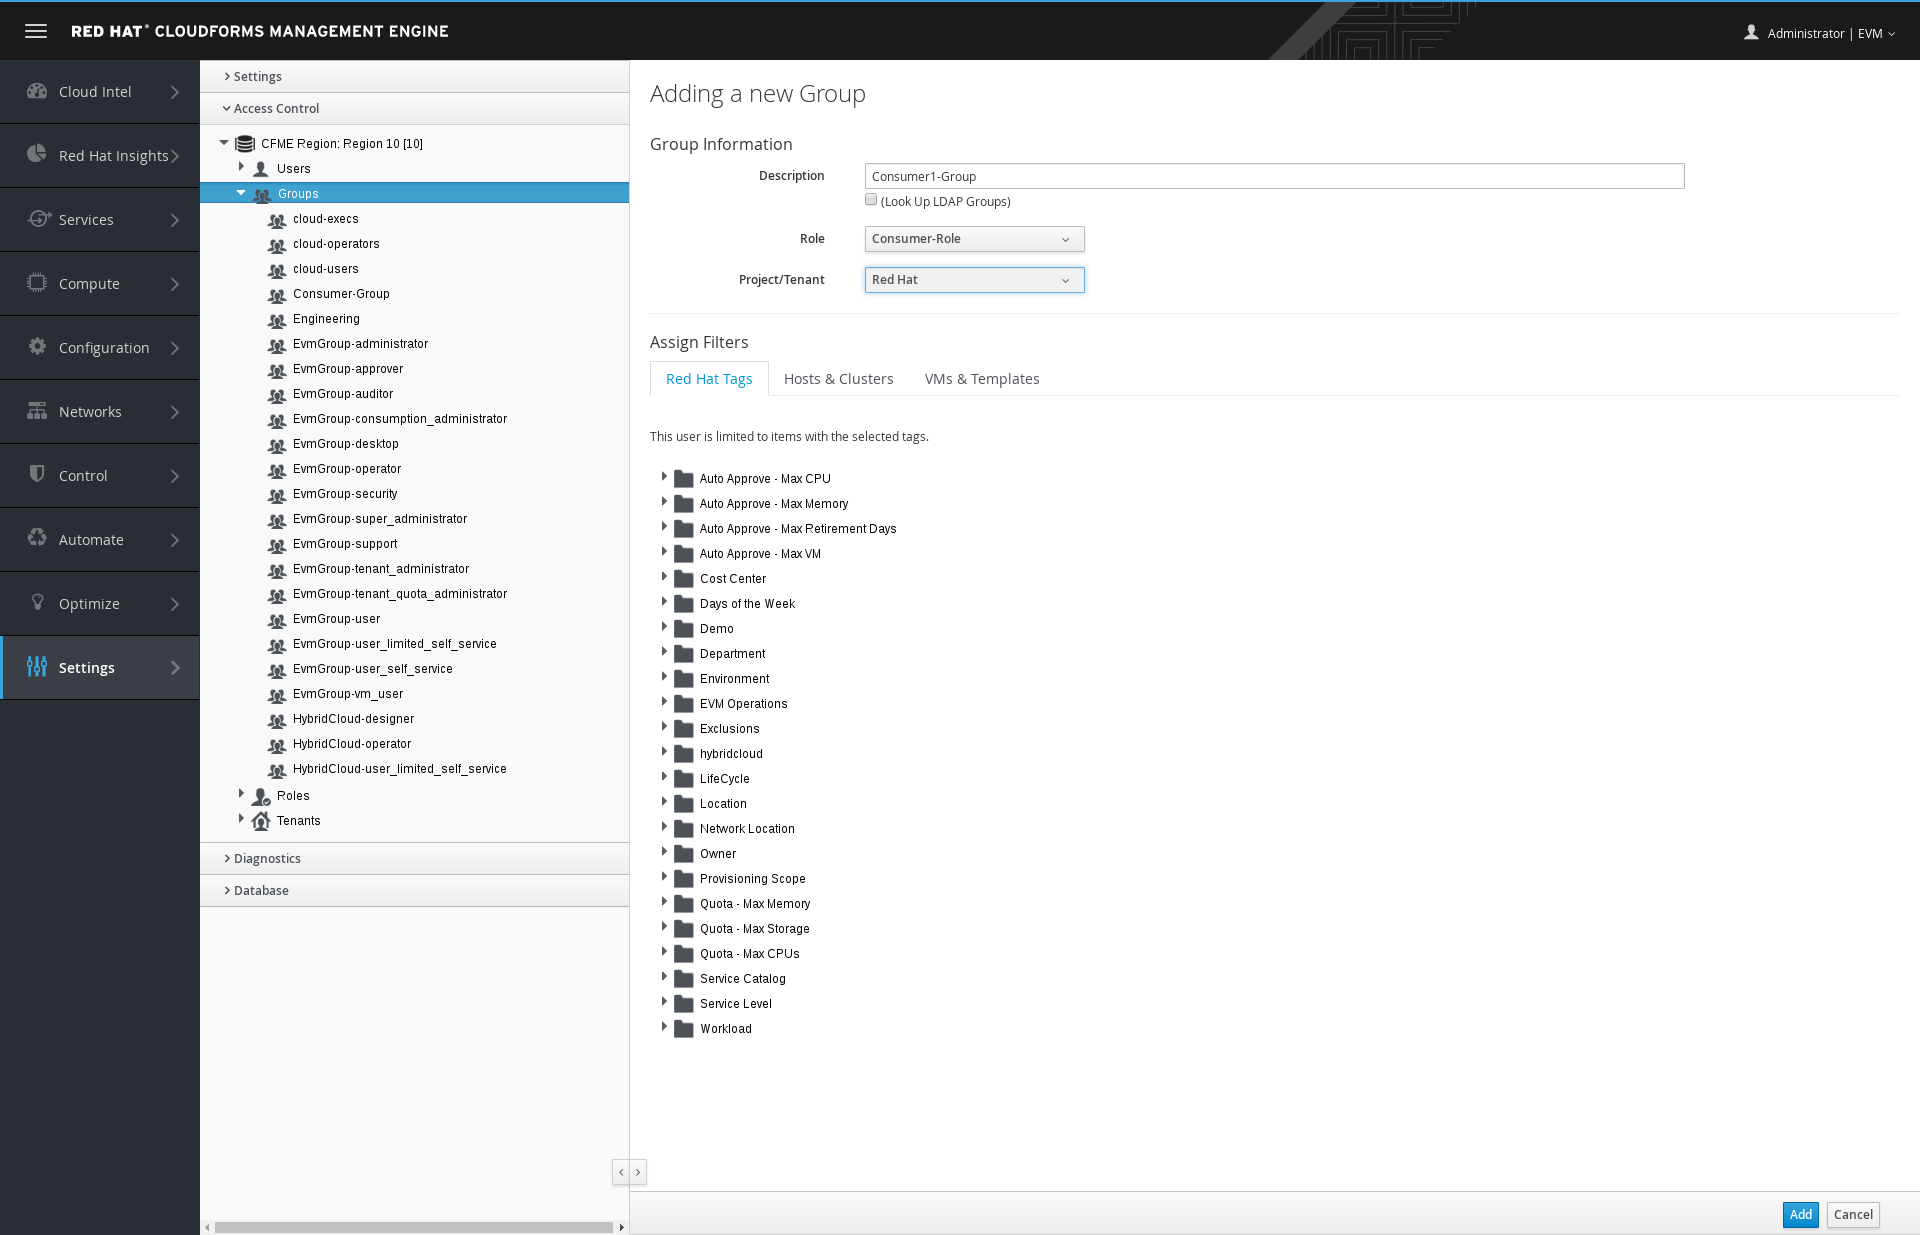 RED HAT® CLOUDFORMS MANAGEMENT ENGINE
Administrator | EVM
Cloud Intel
Red Hat Insights
Services
Compute
Configuration
Networks
Control
Automate
Optimize
Settings
Settings
Access Control
CFME Region: Region 10 [10]
Users
Groups
cloud-execs
cloud-operators
cloud-users
Consumer-Group
Engineering
EvmGroup-administrator
EvmGroup-approver
EvmGroup-auditor
EvmGroup-consumption_administrator
EvmGroup-desktop
EvmGroup-operator
EvmGroup-security
EvmGroup-super_administrator
EvmGroup-support
EvmGroup-tenant_administrator
EvmGroup-tenant_quota_administrator
EvmGroup-user
EvmGroup-user_limited_self_service
EvmGroup-user_self_service
EvmGroup-vm_user
HybridCloud-designer
HybridCloud-operator
HybridCloud-user_limited_self_service
Roles
Tenants
Diagnostics
Database
Adding a new Group
Group Information
Description Consumer1-Group
(Look Up LDAP Groups)
Role Consumer-Role
Project/Tenant Red Hat
Assign Filters
Red Hat Tags Hosts & Clusters VMs & Templates
This user is limited to items with the selected tags.
Auto Approve - Max CPU
Auto Approve - Max Memory
Auto Approve - Max Retirement Days
Auto Approve - Max VM
Cost Center
Days of the Week
Demo
Department
Environment
EVM Operations
Exclusions
hybridcloud
LifeCycle
Location
Network Location
Owner
Provisioning Scope
Quota - Max Memory
Quota - Max Storage
Quota - Max CPUs
Service Catalog
Service Level
Workload
Add Cancel